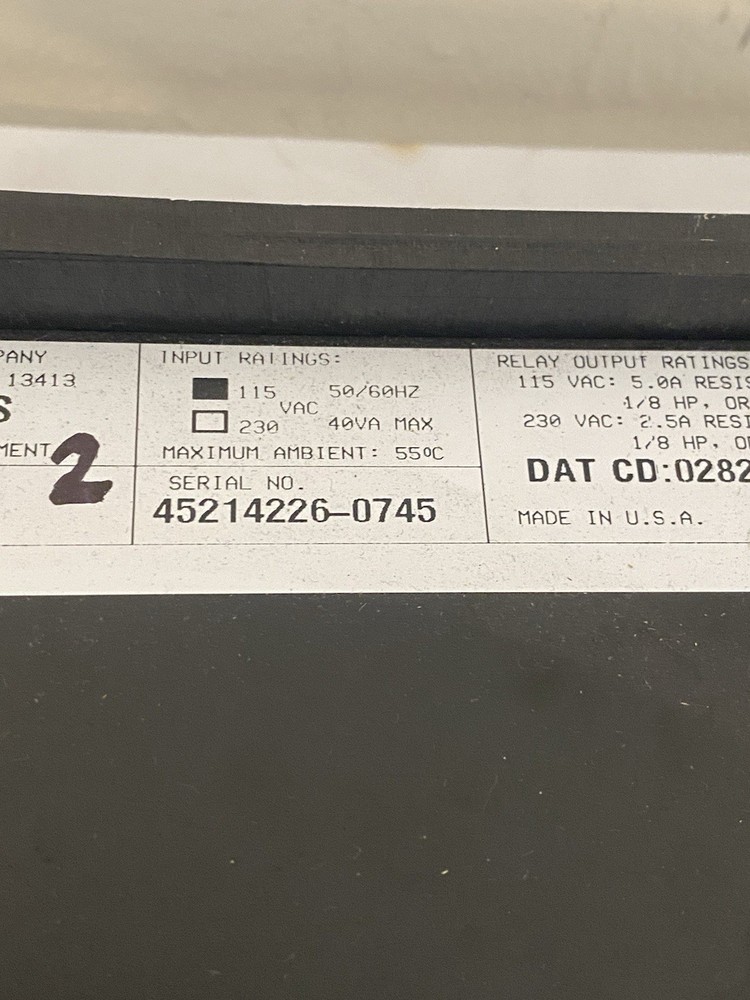 PANY
13413
S
MENT
2
INPUT RATINGS:
115 50/60HZ
VAC
230 40VA MAX
MAXIMUM AMBIENT: 55ºC
SERIAL NO.
45214226-0745
RELAY OUTPUT RATINGS
115 VAC: 5.0A RESIS
1/8 HP, OR
230 VAC: 2.5A RESI
1/8 HP, O
DAT CD:0282
MADE IN U.S.A.